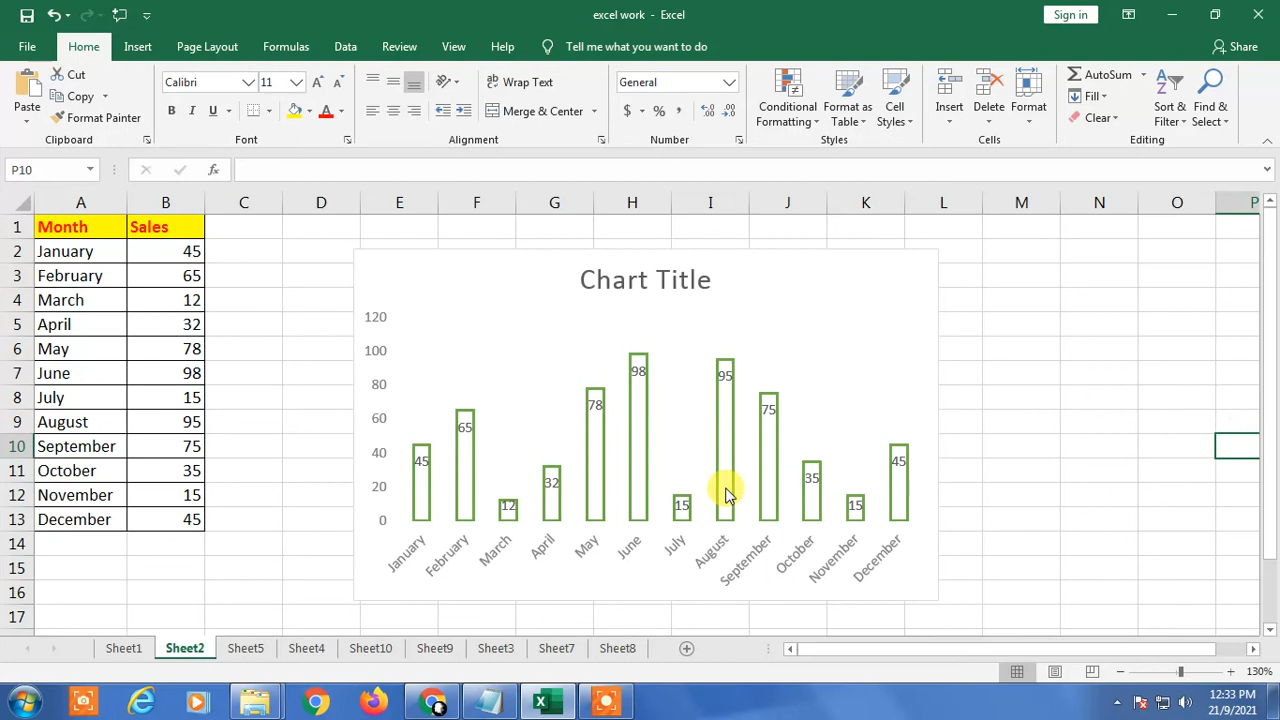 excel work - Excel
Sign in
File Home Insert Page Layout Formulas Data Review View Help Tell me what you want to do Share
Paste
Cut
Copy
Format Painter
Clipboard
Calibri 11
B I U
Font
Wrap Text
Merge & Center
Alignment
General
$ % ,
Number
Conditional Formatting
Format as Table
Cell Styles
Styles
Insert
Delete
Format
Cells
AutoSum
Fill
Clear
Sort & Filter
Find & Select
Editing
P10
fx
A B C D E F G H I J K L M N O P
1 Month Sales
2 January 45
3 February 65
4 March 12
5 April 32
6 May 78
7 June 98
8 July 15
9 August 95
10 September 75
11 October 35
12 November 15
13 December 45
14
15
16
17
Chart Title
120
100
80
60
40
20
0
45 65 12 32 78 98 15 95 75 35 15 45
January February March April May June July August September October November December
Sheet1 Sheet2 Sheet5 Sheet4 Sheet10 Sheet9 Sheet3 Sheet7 Sheet8
130%
12:33 PM
21/9/2021